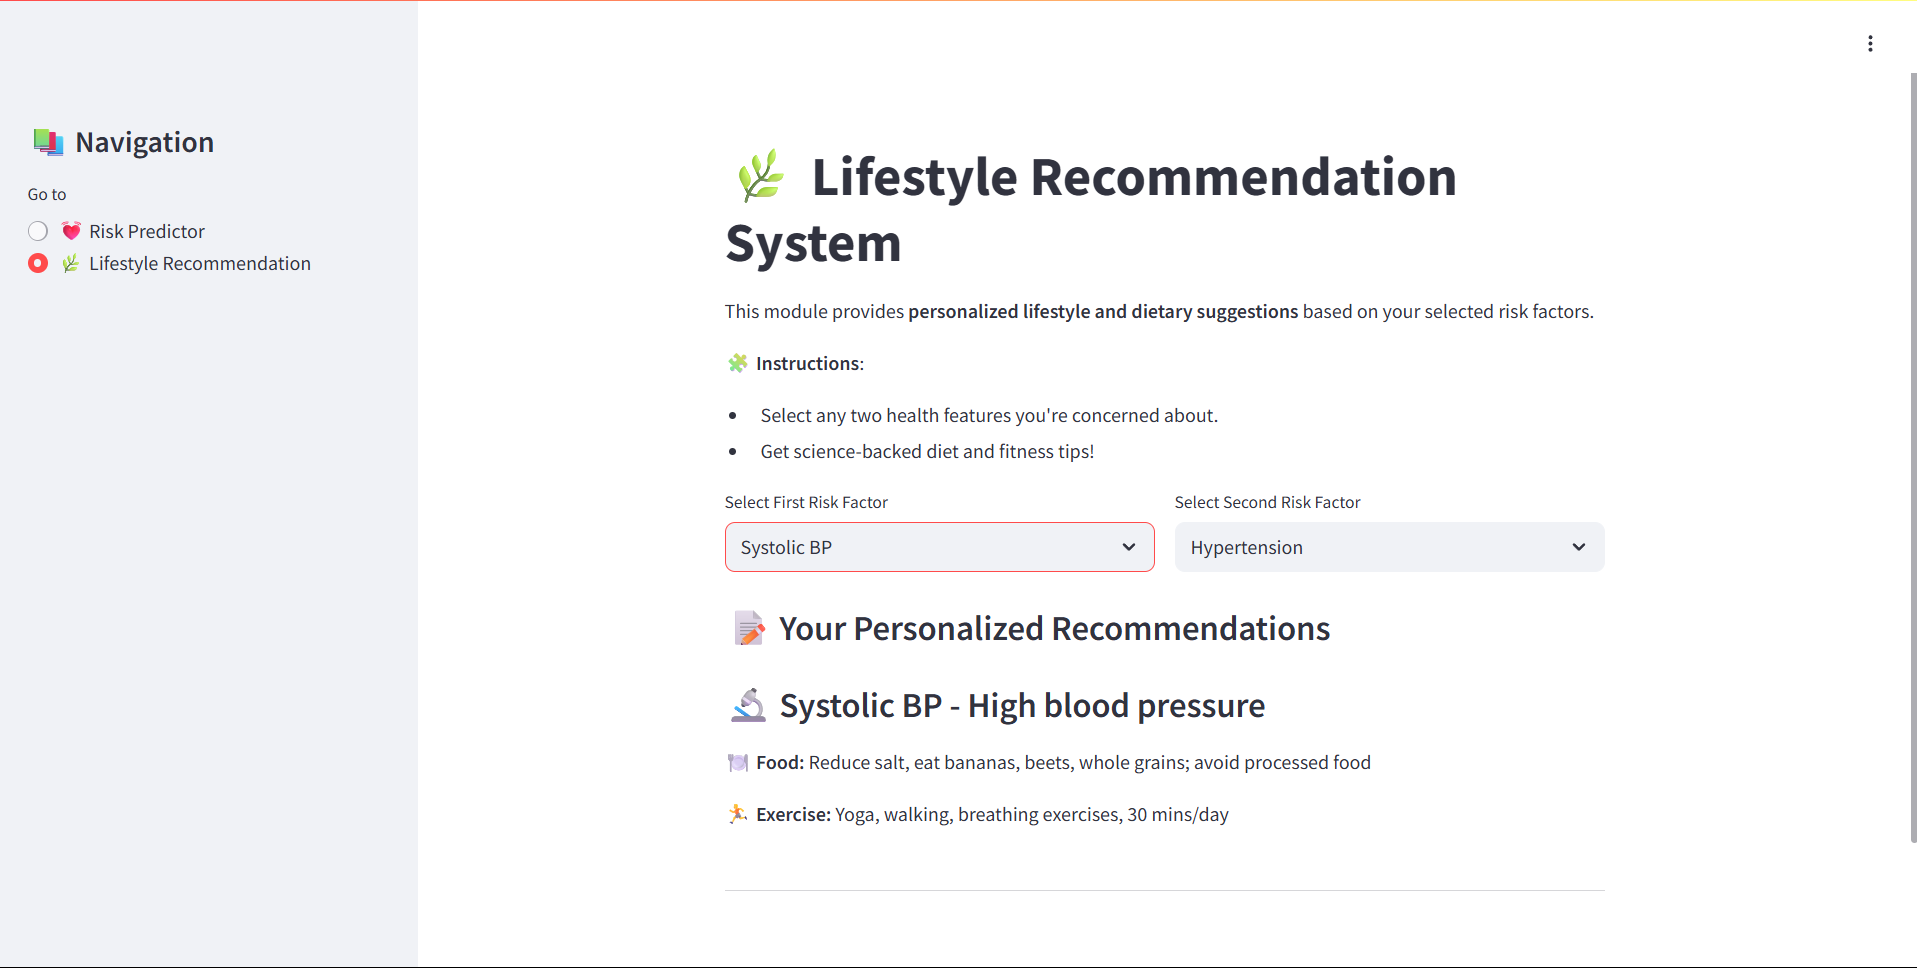 Navigation
Go to
Risk Predictor
Lifestyle Recommendation
Lifestyle Recommendation
System
This module provides personalized lifestyle and dietary suggestions based on your selected risk factors.
Instructions:
Select any two health features you're concerned about.
Get science-backed diet and fitness tips!
Select First Risk Factor
Select Second Risk Factor
Systolic BP
Hypertension
Your Personalized Recommendations
Systolic BP - High blood pressure
Food: Reduce salt, eat bananas, beets, whole grains; avoid processed food
Exercise: Yoga, walking, breathing exercises, 30 mins/day